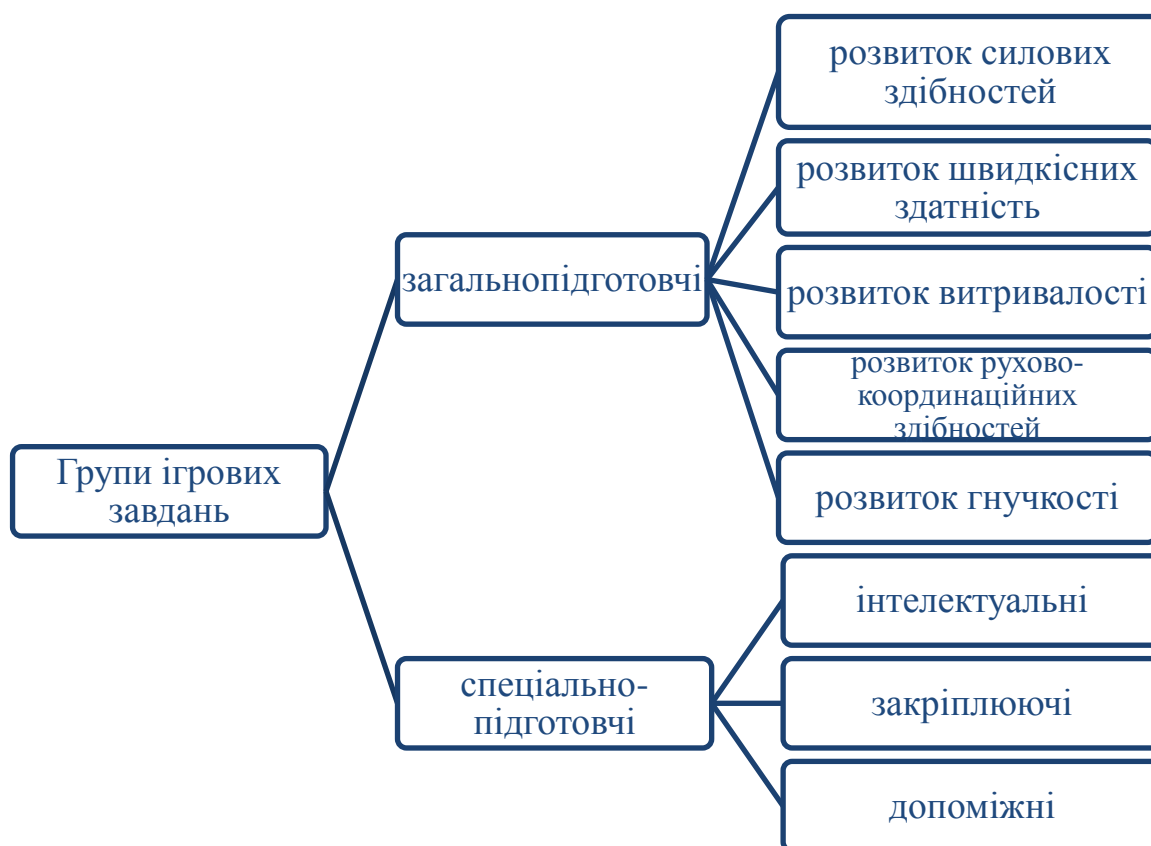 Групи ігрових
завдань
загальнопідготовчі
розвиток силових
здібностей
розвиток швидкісних
здатність
розвиток витривалості
розвиток рухово-
координаційних
здібностей
розвиток гнучкості
спеціально-
підготовчі
інтелектуальні
закріплюючі
допоміжні